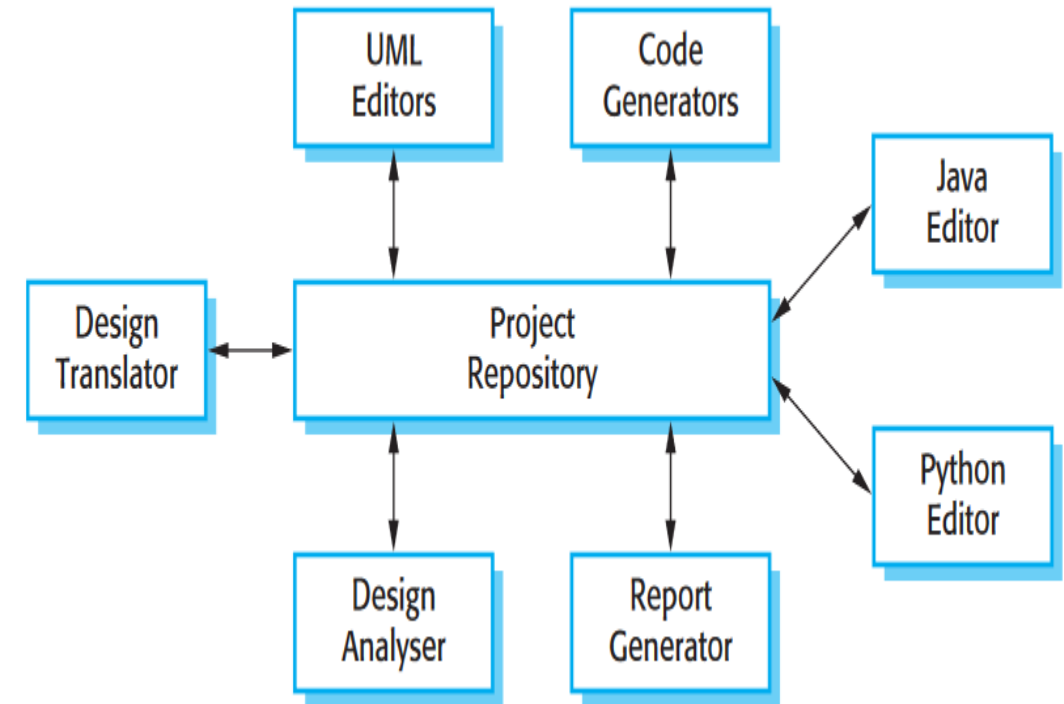 UML
Editors
Code
Generators
Java
Editor
Design
Translator
Project
Repository
Python
Editor
Design
Analyser
Report
Generator